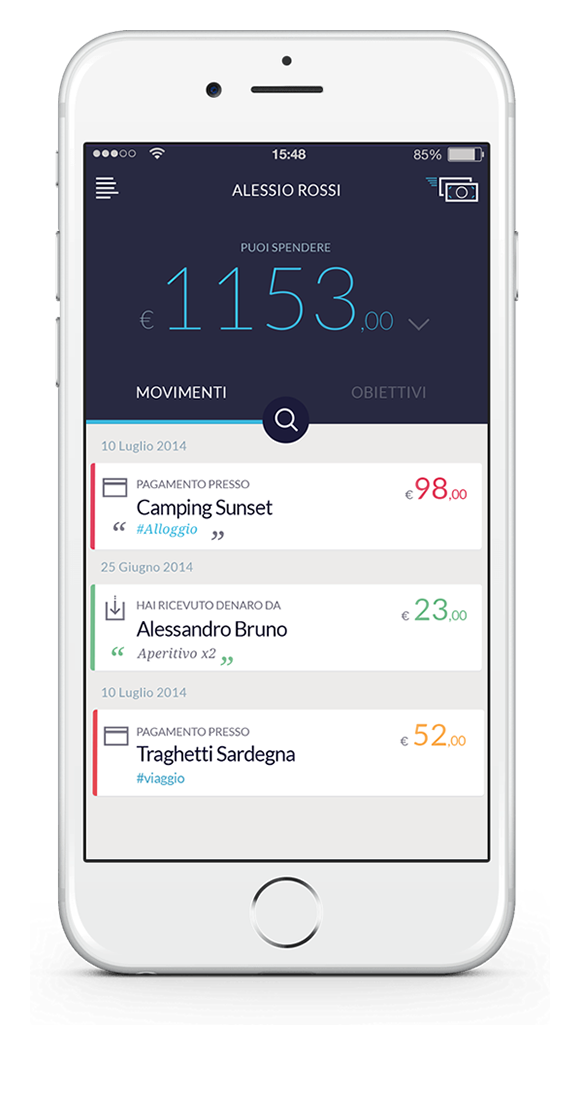 15:48
85%
ALESSIO ROSSI
PUOI SPENDERE
€ 1153,00
MOVIMENTI
OBIETTIVI
10 Luglio 2014
PAGAMENTO PRESSO
Camping Sunset
€98,00
“ #Alloggio ”
25 Giugno 2014
HAI RICEVUTO DENARO DA
Alessandro Bruno
€ 23,00
“ Aperitivo x2 ”
10 Luglio 2014
PAGAMENTO PRESSO
Traghetti Sardegna
€ 52,00
#viaggio